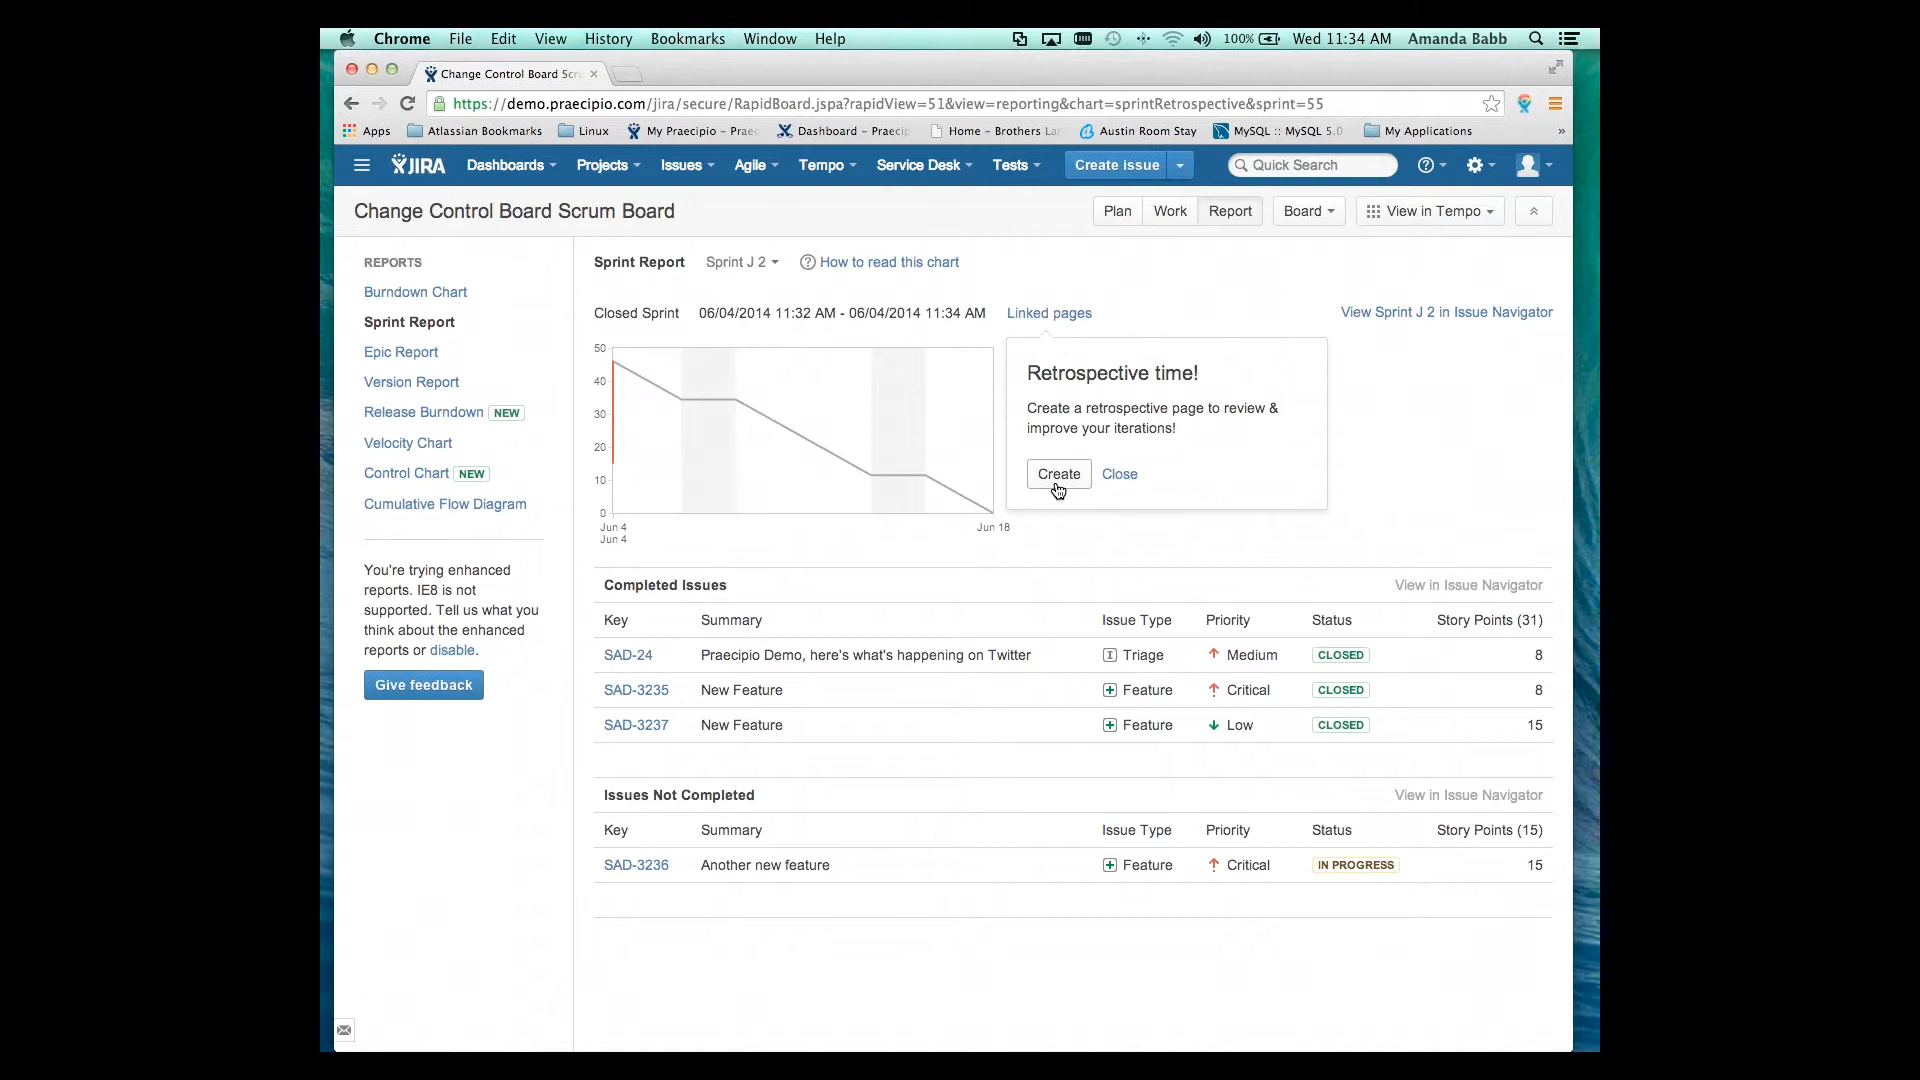 Chrome File Edit View History Bookmarks Window Help 100% Wed 11:34 AM Amanda Babb
Change Control Board Scr
https://demo.praecipio.com/jira/secure/RapidBoard.jspa?rapidView=51&view=reporting&chart=sprintRetrospective&sprint=55
Apps Atlassian Bookmarks Linux My Praecipio – Prae Dashboard – Praecip Home – Brothers La Austin Room Stay MySQL :: MySQL 5.0 My Applications »
JIRA Dashboards Projects Issues Agile Tempo Service Desk Tests Create issue Quick Search
Change Control Board Scrum Board Plan Work Report Board View in Tempo
REPORTS
Burndown Chart
Sprint Report
Epic Report
Version Report
Release Burndown NEW
Velocity Chart
Control Chart NEW
Cumulative Flow Diagram
You're trying enhanced
reports. IE8 is not
supported. Tell us what you
think about the enhanced
reports or disable.
Give feedback
Sprint Report Sprint J 2 How to read this chart
Closed Sprint 06/04/2014 11:32 AM - 06/04/2014 11:34 AM Linked pages View Sprint J 2 in Issue Navigator
50
40
30
20
10
0
Jun 4 Jun 18
Jun 4
Retrospective time!
Create a retrospective page to review &
improve your iterations!
Create Close
Completed Issues View in Issue Navigator
Key Summary Issue Type Priority Status Story Points (31)
SAD-24 Praecipio Demo, here's what's happening on Twitter Triage Medium CLOSED 8
SAD-3235 New Feature Feature Critical CLOSED 8
SAD-3237 New Feature Feature Low CLOSED 15
Issues Not Completed View in Issue Navigator
Key Summary Issue Type Priority Status Story Points (15)
SAD-3236 Another new feature Feature Critical IN PROGRESS 15